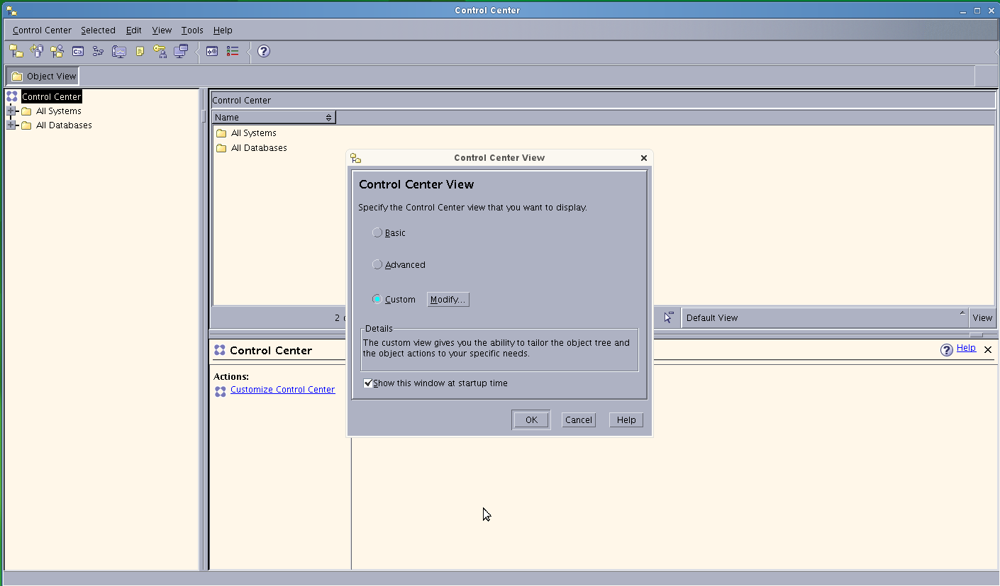 Control Center
Control Center Selected Edit View Tools Help
Object View
Control Center
All Systems
All Databases
Control Center
Name
All Systems
All Databases
2
Default View
View
Control Center
Help
Actions:
Customize Control Center
Control Center View
Control Center View
Specify the Control Center view that you want to display.
Basic
Advanced
Custom Modify...
Details
The custom view gives you the ability to tailor the object tree and
the object actions to your specific needs.
Show this window at startup time
OK Cancel Help